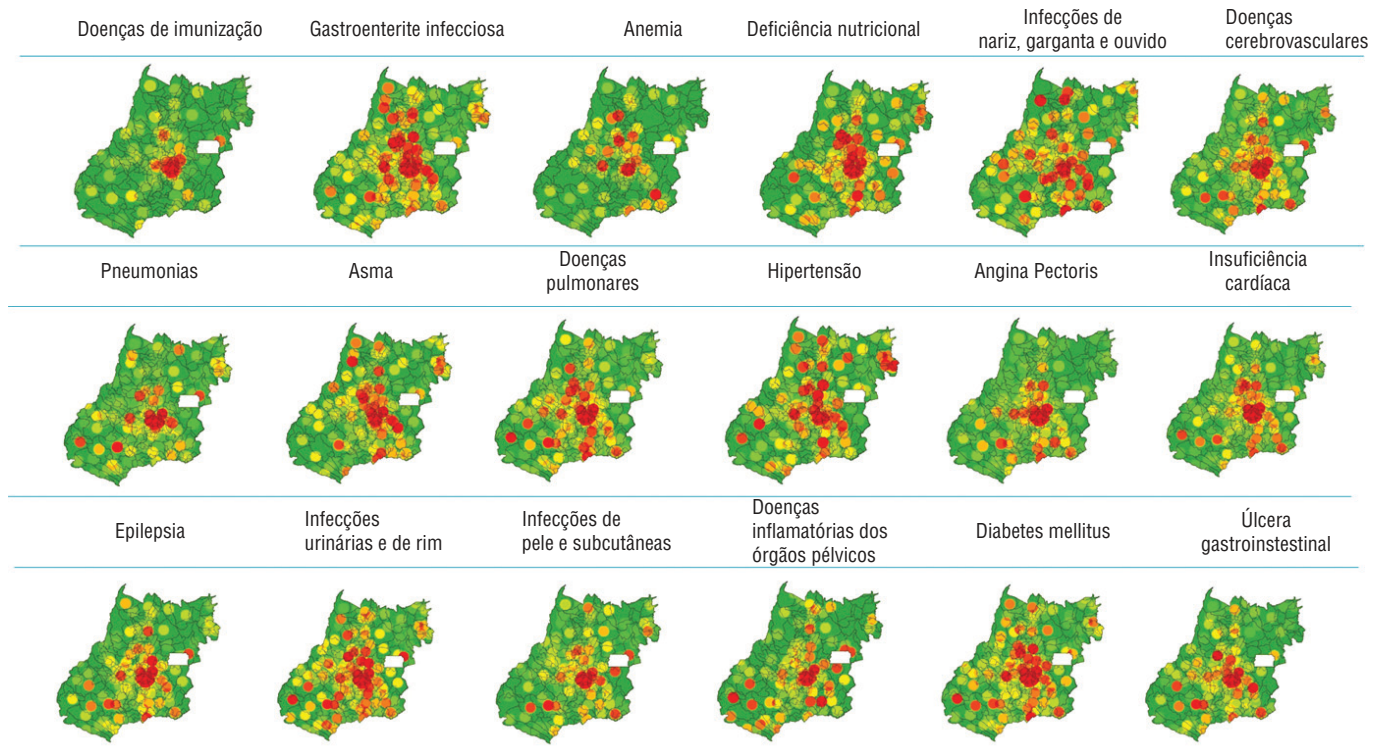 Doenças de imunização
Gastroenterite infecciosa
Anemia
Deficiência nutricional
Infecções de
nariz, garganta e ouvido
Doenças
cerebrovasculares
Pneumonias
Asma
Doenças
pulmonares
Hipertensão
Angina Pectoris
Insuficiência
cardíaca
Epilepsia
Infecções
urinárias e de rim
Infecções de
pele e subcutâneas
Doenças
inflamatórias dos
órgãos pélvicos
Diabetes mellitus
Úlcera
gastroinstestinal